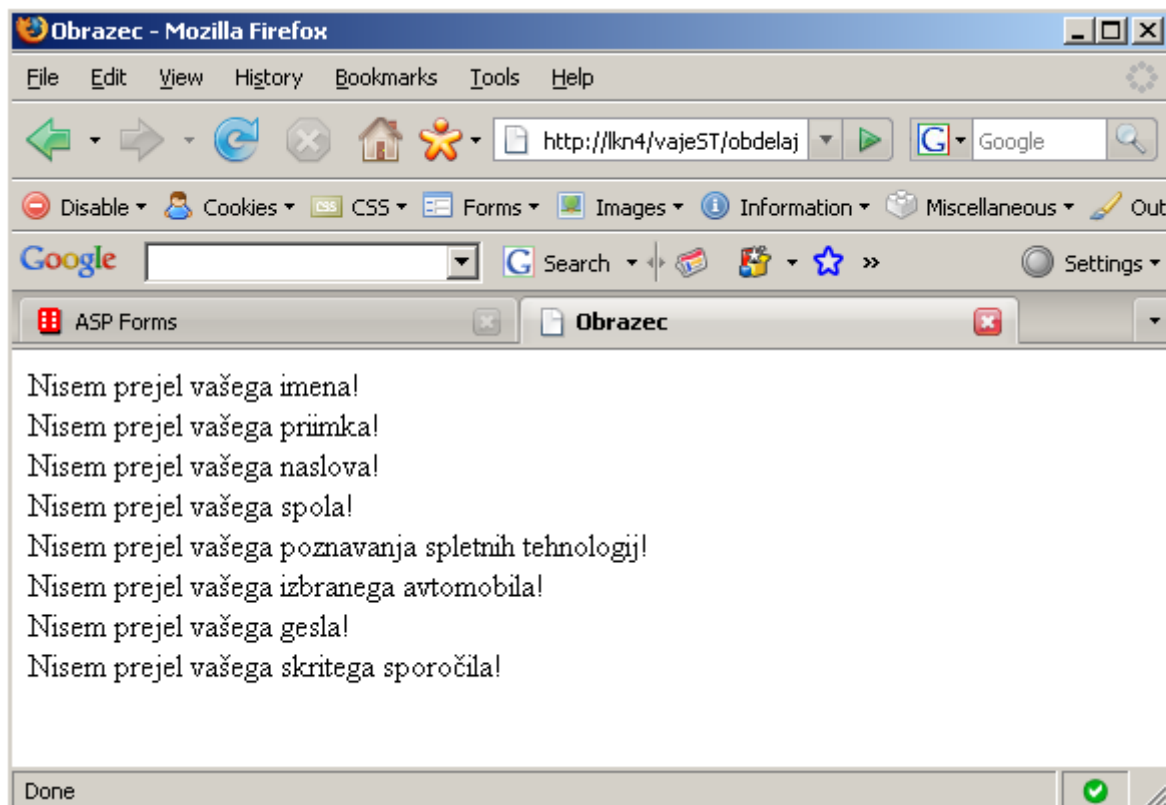 Obrazec - Mozilla Firefox
File Edit View History Bookmarks Tools Help
http://lkn4/vajeST/obdelaj G Google
Disable Cookies CSS CSS Forms Images Information Miscellaneous Out
Google G Search Settings
ASP Forms Obrazec
Nisem prejel vašega imena!
Nisem prejel vašega priimka!
Nisem prejel vašega naslova!
Nisem prejel vašega spola!
Nisem prejel vašega poznavanja spletnih tehnologij!
Nisem prejel vašega izbranega avtomobila!
Nisem prejel vašega gesla!
Nisem prejel vašega skritega sporočila!
Done